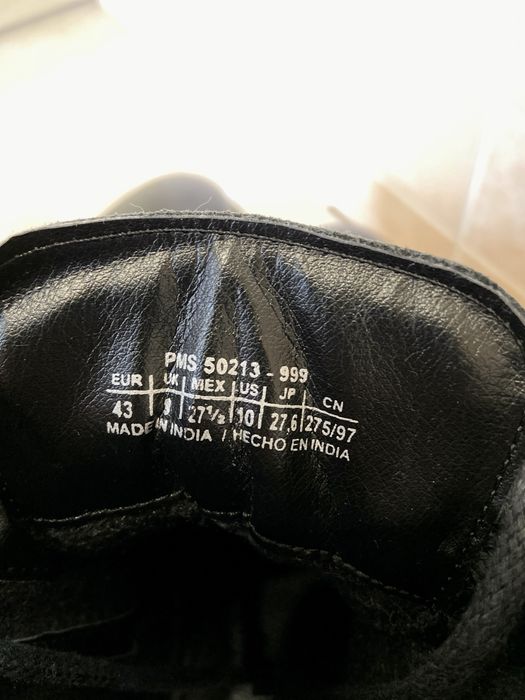 PMS 50213 - 999
EUR UK MEX US JP CN
43 9 27½ 10 27,6 275/97
MADE IN INDIA / HECHO EN INDIA